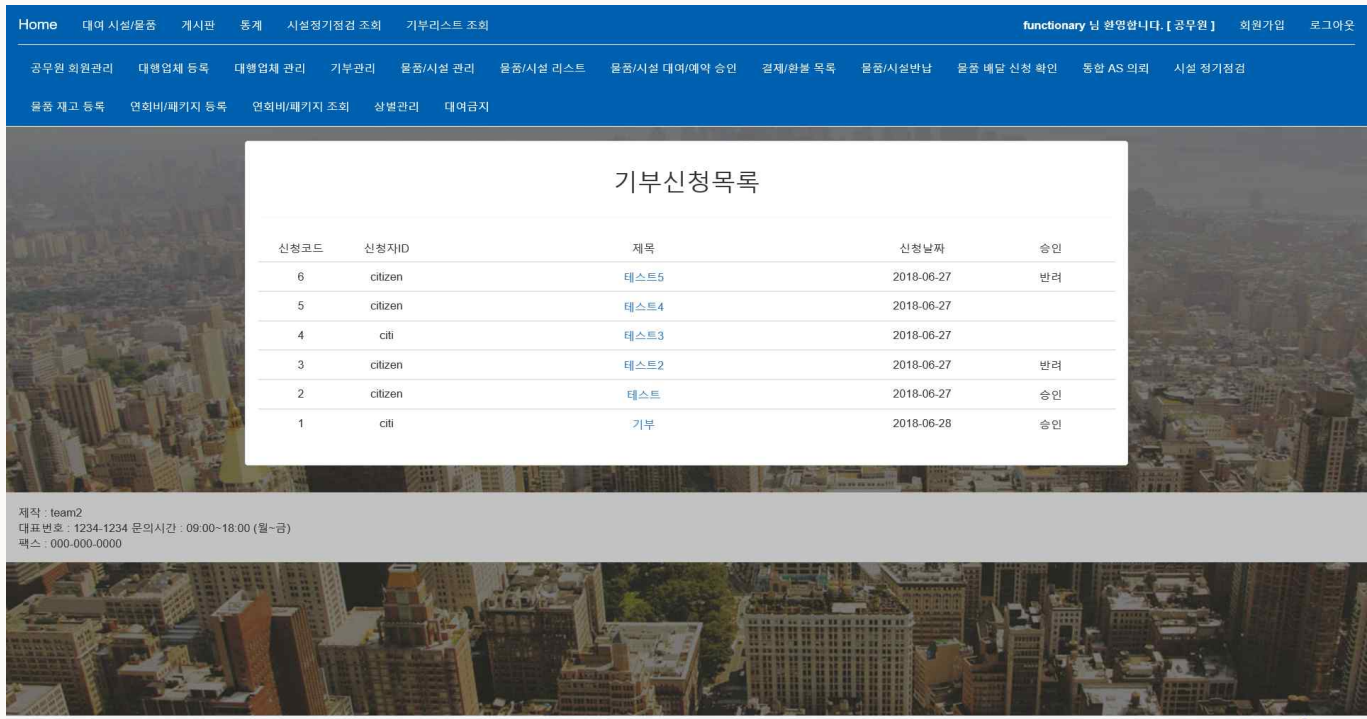 Home 대여 시설/물품 게시판 통계 시설정기점검 조회 기부리스트 조회 functionary 님 환영합니다. [ 공무원 ] 회원가입 로그아웃
공무원 회원관리 대행업체 등록 대행업체 관리 기부관리 물품/시설 관리 물품/시설 리스트 물품/시설 대여/예약 승인 결제/환불 목록 물품/시설반납 물품 배달 신청 확인 통합 AS 의뢰 시설 정기점검
물품 재고 등록 연회비/패키지 등록 연회비/패키지 조회 상벌관리 대여금지
기부신청목록
신청코드 신청자ID 제목 신청날짜 승인
6 citizen 테스트5 2018-06-27 반려
5 citizen 테스트4 2018-06-27
4 citi 테스트3 2018-06-27
3 citizen 테스트2 2018-06-27 반려
2 citizen 테스트 2018-06-27 승인
1 citi 기부 2018-06-28 승인
제작 : team2
대표번호 : 1234-1234 문의시간 : 09:00~18:00 (월~금)
팩스 : 000-000-0000